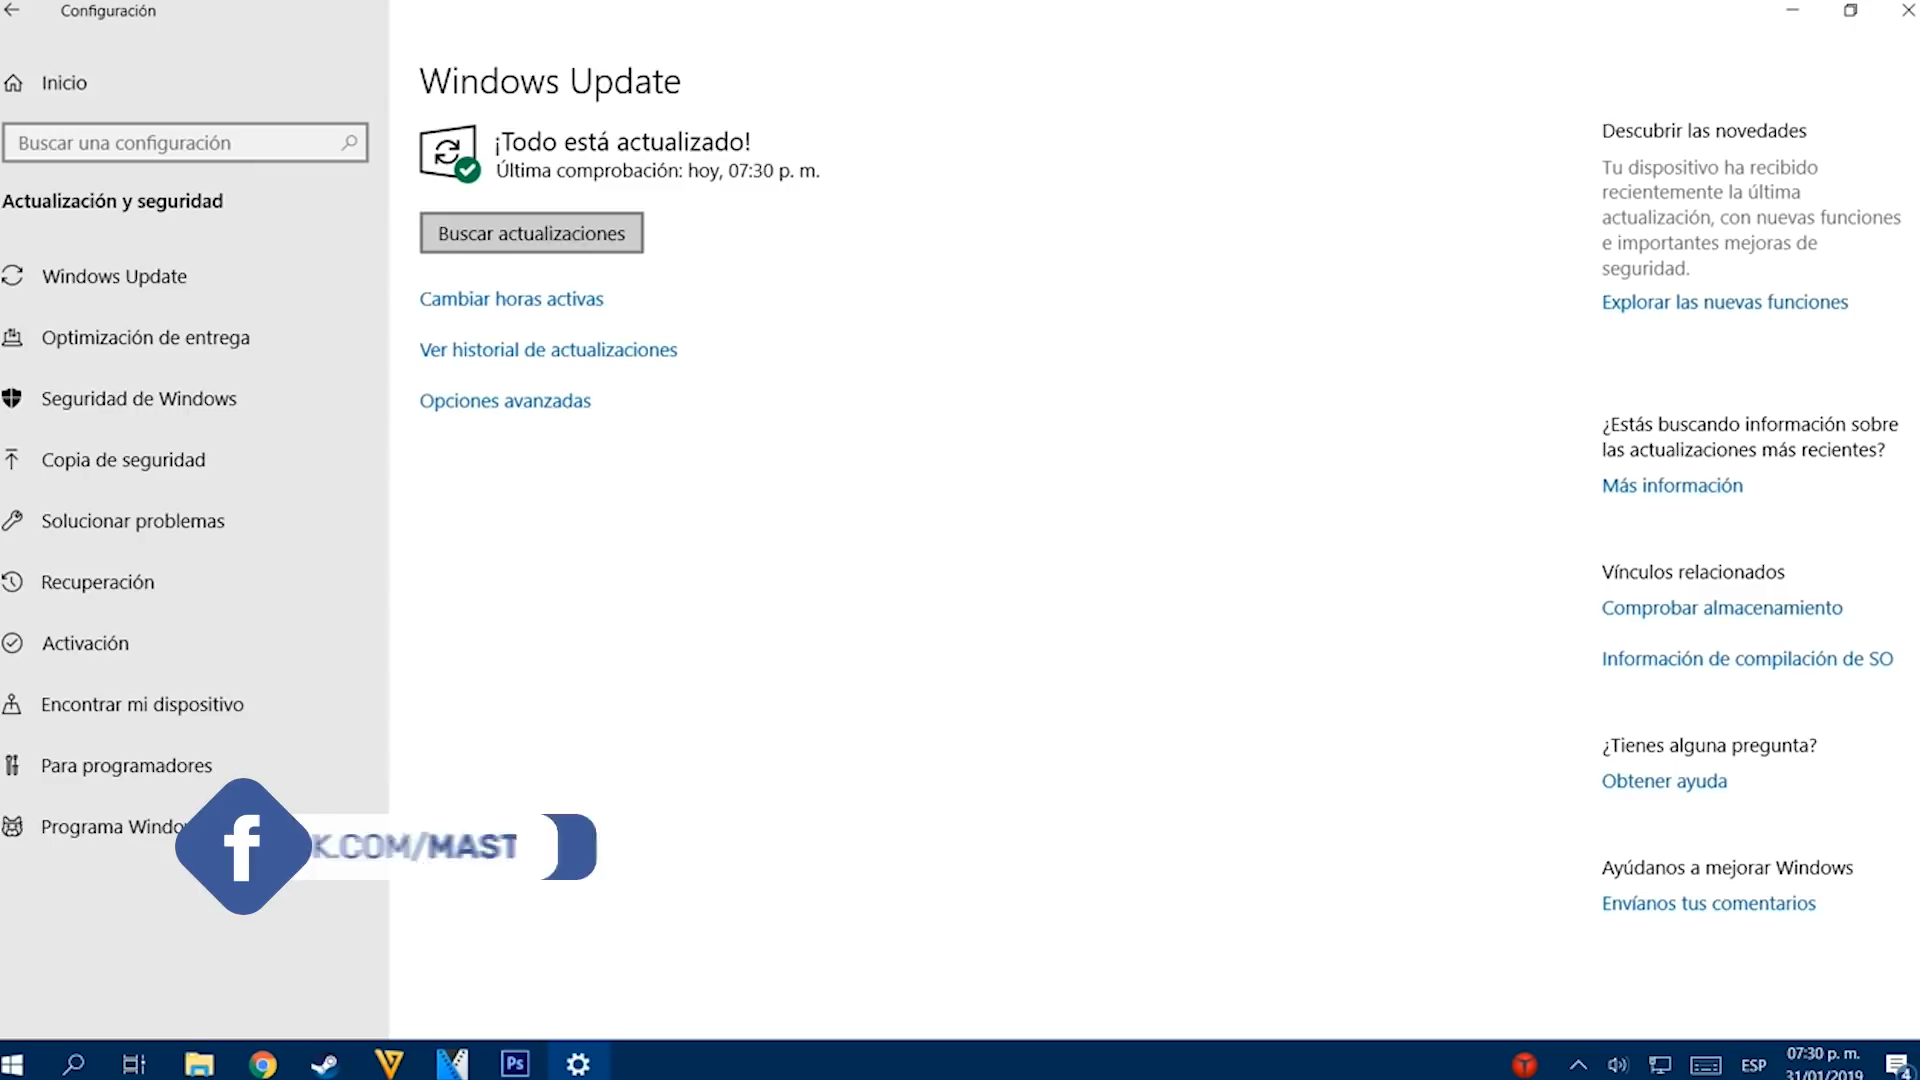 Configuración
Inicio
Buscar una configuración
Actualización y seguridad
Windows Update
Optimización de entrega
Seguridad de Windows
Copia de seguridad
Solucionar problemas
Recuperación
Activación
Encontrar mi dispositivo
Para programadores
Programa Windo
f
K.COM/MAST
Windows Update
¡Todo está actualizado!
Última comprobación: hoy, 07:30 p. m.
Buscar actualizaciones
Cambiar horas activas
Ver historial de actualizaciones
Opciones avanzadas
Descubrir las novedades
Tu dispositivo ha recibido
recientemente la última
actualización, con nuevas funciones
e importantes mejoras de
seguridad.
Explorar las nuevas funciones
¿Estás buscando información sobre
las actualizaciones más recientes?
Más información
Vínculos relacionados
Comprobar almacenamiento
Información de compilación de SO
¿Tienes alguna pregunta?
Obtener ayuda
Ayúdanos a mejorar Windows
Envíanos tus comentarios
Ps
ESP
07:30 p. m.
31/01/2019
4